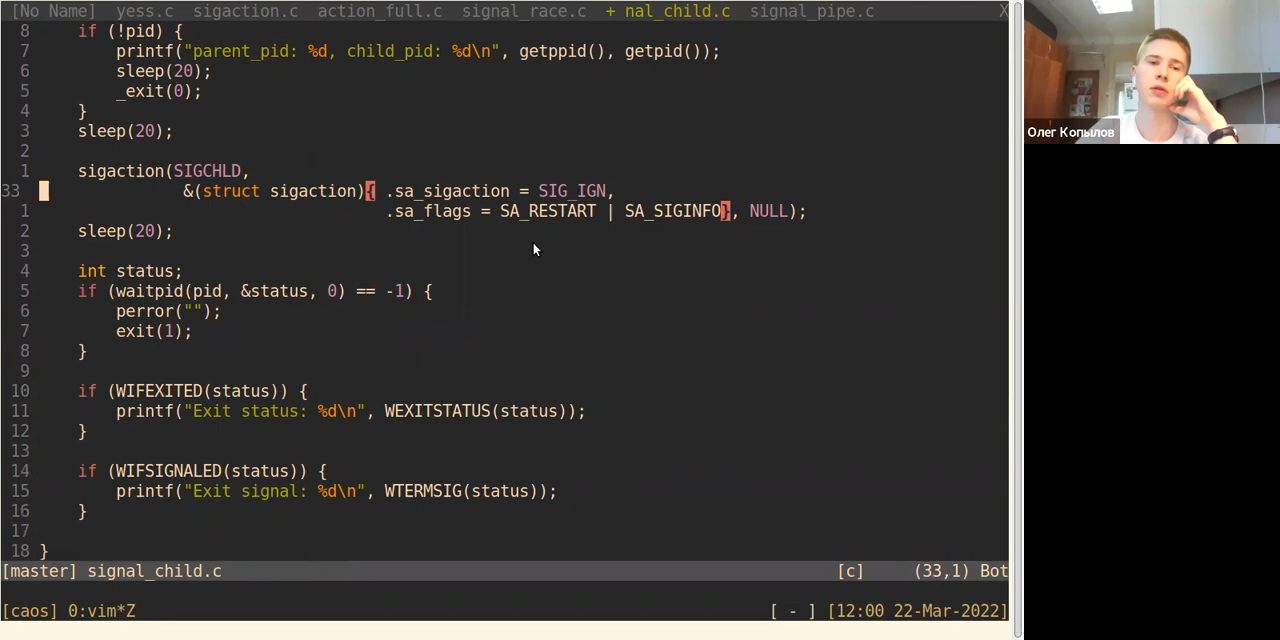 [No Name] yess.c sigaction.c action_full.c signal_race.c + nal_child.c signal_pipe.c X
8 if (!pid) {
7 printf("parent_pid: %d, child_pid: %d\n", getppid(), getpid());
6 sleep(20);
5 _exit(0);
4 }
3 sleep(20);
2
1 sigaction(SIGCHLD,
33 &(struct sigaction){ .sa_sigaction = SIG_IGN,
1 .sa_flags = SA_RESTART | SA_SIGINFO}, NULL);
2 sleep(20);
3
4 int status;
5 if (waitpid(pid, &status, 0) == -1) {
6 perror("");
7 exit(1);
8 }
9
10 if (WIFEXITED(status)) {
11 printf("Exit status: %d\n", WEXITSTATUS(status));
12 }
13
14 if (WIFSIGNALED(status)) {
15 printf("Exit signal: %d\n", WTERMSIG(status));
16 }
17
18 }
[master] signal_child.c [c] (33,1) Bot
[caos] 0:vim*Z [ - ] [12:00 22-Mar-2022]
Олег Копылов